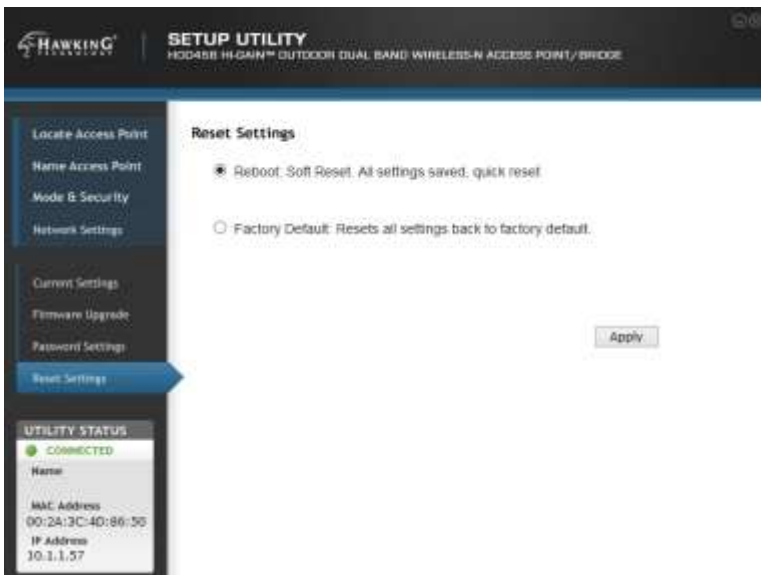 HAWKING
TECHNOLOGY
SETUP UTILITY
HOD45B HI-GAIN™ OUTDOOR DUAL BAND WIRELESS-N ACCESS POINT/BRIDGE
Locate Access Point
Name Access Point
Mode & Security
Network Settings
Current Settings
Firmware Upgrade
Password Settings
Reset Settings
Reset Settings
Reboot: Soft Reset. All settings saved, quick reset
Factory Default: Resets all settings back to factory default.
Apply
UTILITY STATUS
CONNECTED
Name
MAC Address
00:2A:3C:4D:86:50
IP Address
10.1.1.57